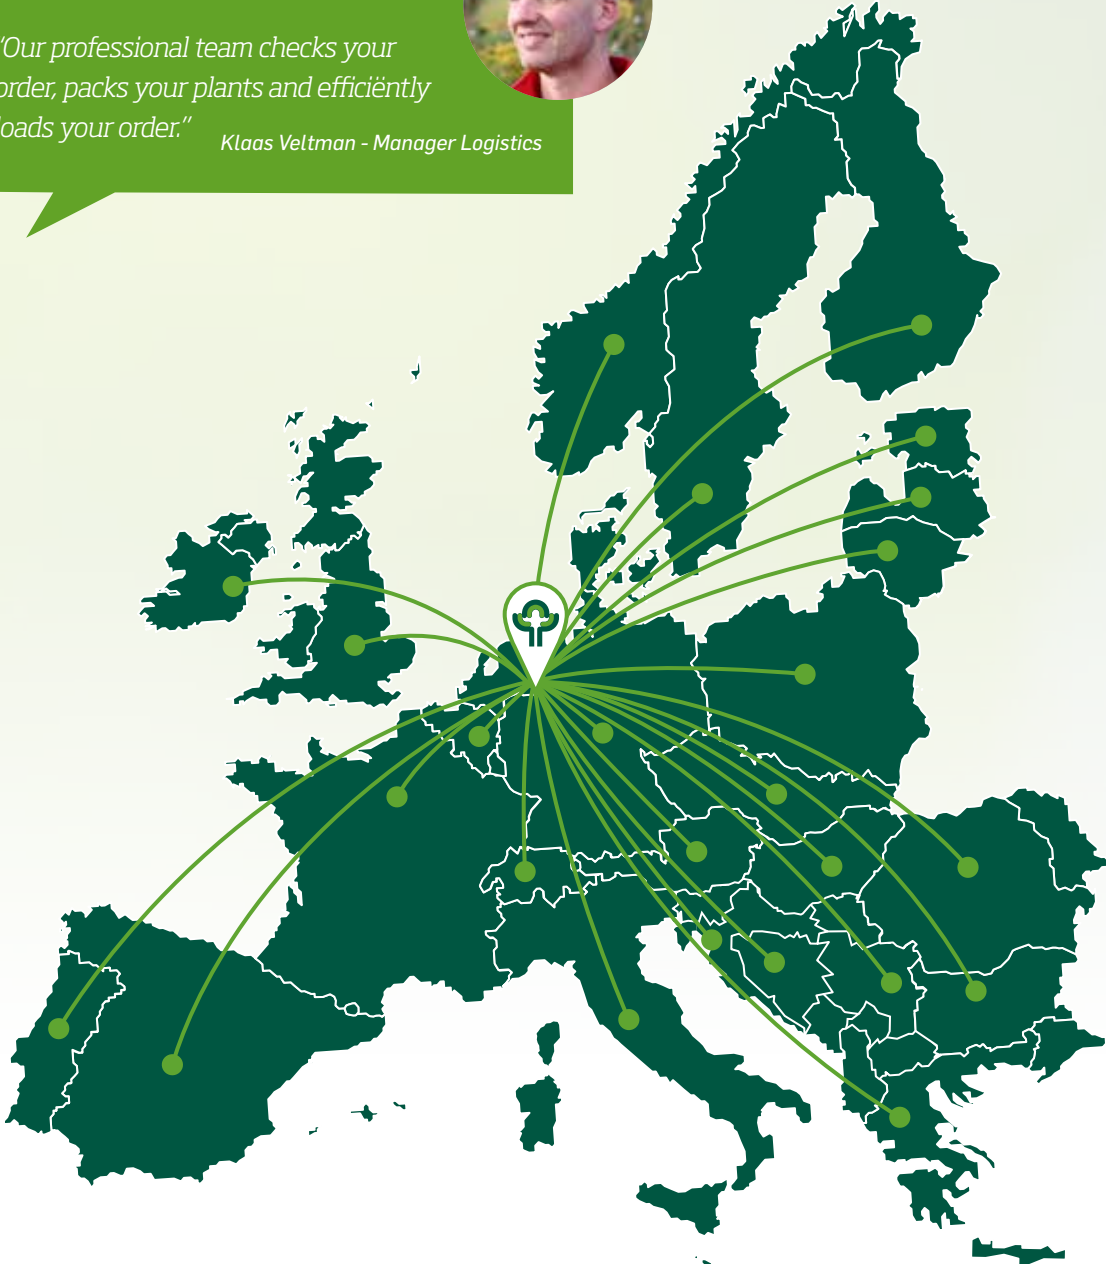 “Our professional team checks your
order, packs your plants and efficiëntly
loads your order.”
Klaas Veltman - Manager Logistics